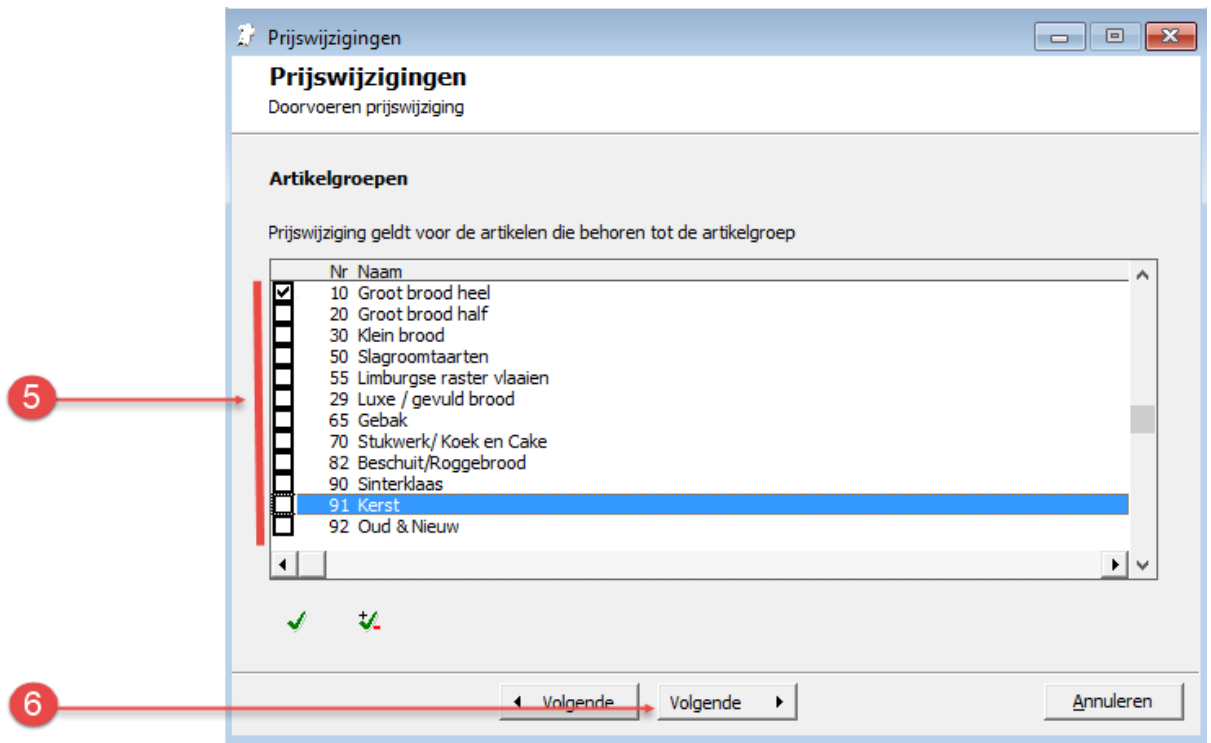 Prijswijzigingen
Prijswijzigingen
Doorvoeren prijswijziging
Artikelgroepen
Prijswijziging geldt voor de artikelen die behoren tot de artikelgroep
Nr Naam
10 Groot brood heel
20 Groot brood half
30 Klein brood
50 Slagroomtaarten
55 Limburgse raster vlaaien
5
29 Luxe / gevuld brood
65 Gebak
70 Stukwerk/ Koek en Cake
82 Beschuit/Roggebrood
90 Sinterklaas
91 Kerst
92 Oud & Nieuw
6
Volgende Volgende Annuleren